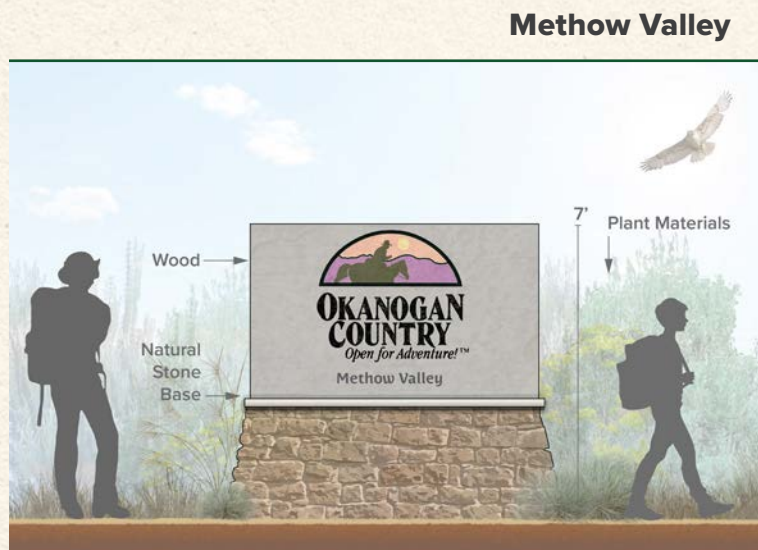 Methow Valley
7’
Plant Materials
Wood
OKANOGAN
COUNTRY
Open for Adventure!™
Methow Valley
Natural
Stone
Base